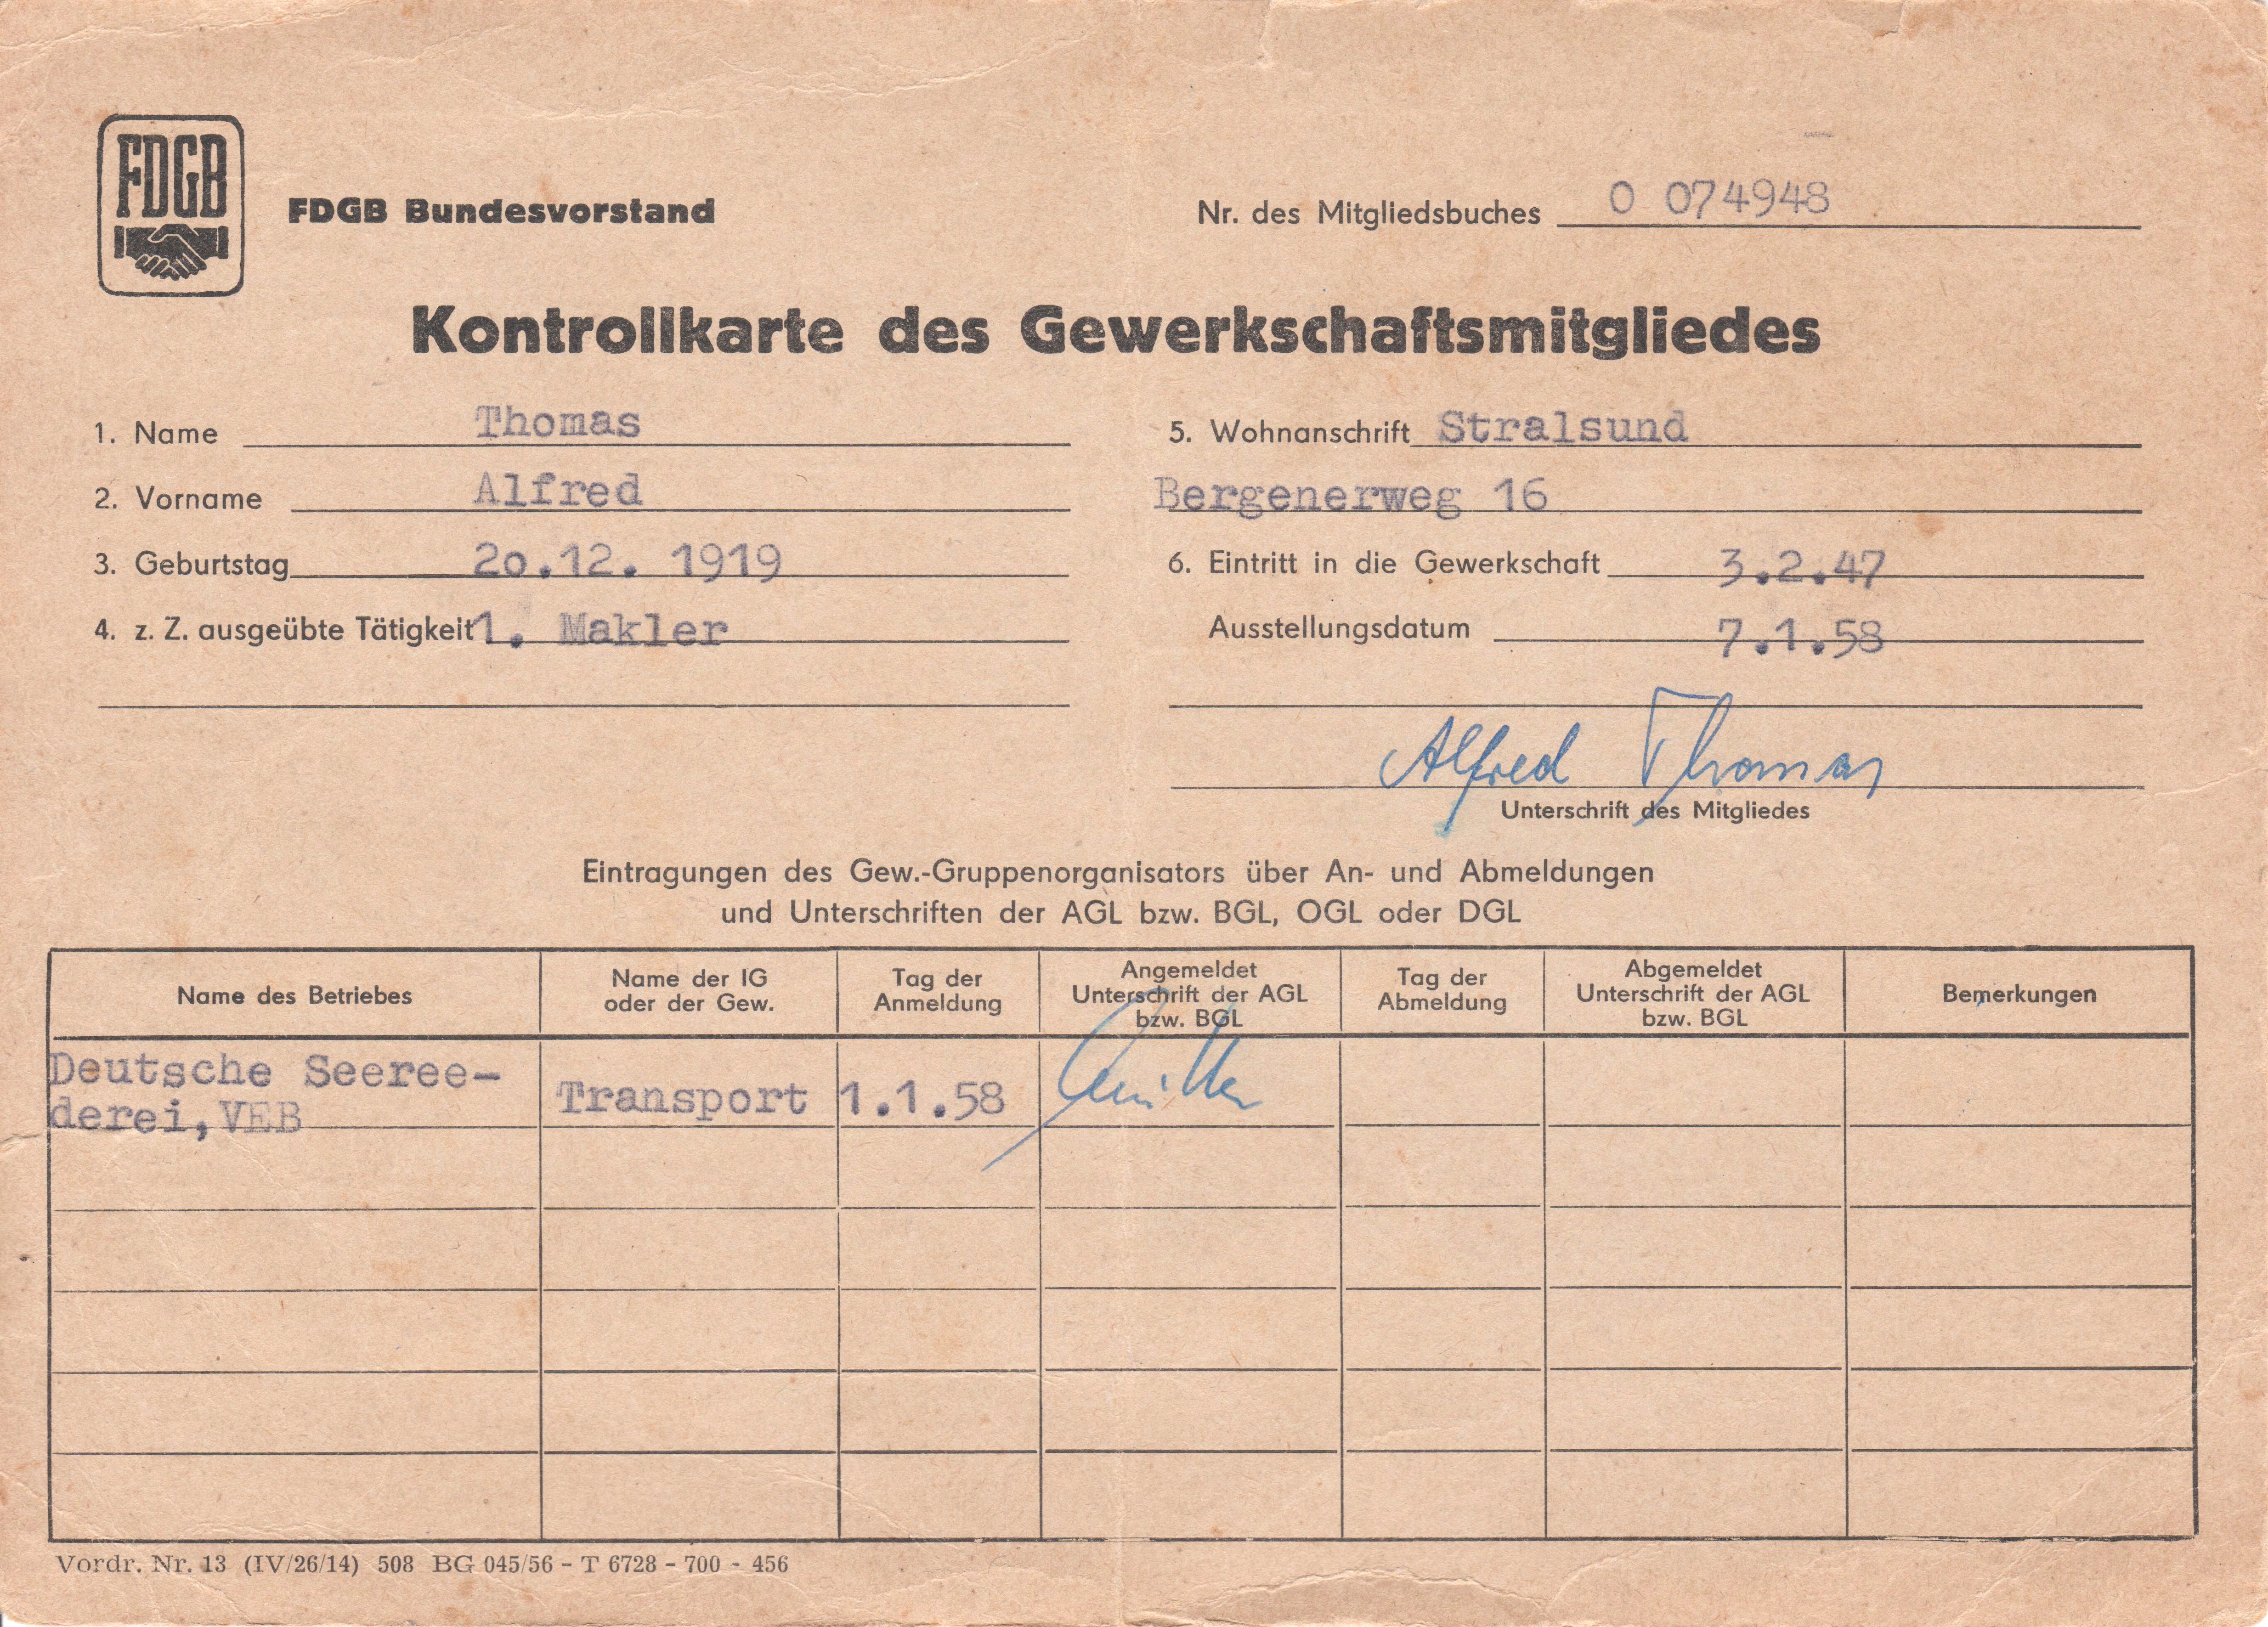 FDGB
FDGB Bundesvorstand
Nr. des Mitgliedsbuches 0 074948
Kontrollkarte des Gewerkschaftsmitgliedes
1. Name Thomas
2. Vorname Alfred
3. Geburtstag 2o.12. 1919
4. z. Z. ausgeübte Tätigkeit 1. Makler
5. Wohnanschrift Stralsund
Bergenerweg 16
6. Eintritt in die Gewerkschaft 3.2.47
Ausstellungsdatum 7.1.58
Alfred Thomas
Unterschrift des Mitgliedes
Eintragungen des Gew.-Gruppenorganisators über An- und Abmeldungen
und Unterschriften der AGL bzw. BGL, OGL oder DGL
Name des Betriebes
Name der IG
oder der Gew.
Tag der
Anmeldung
Angemeldet
Unterschrift der AGL
bzw. BGL
Tag der
Abmeldung
Abgemeldet
Unterschrift der AGL
bzw. BGL
Bemerkungen
Deutsche Seeree-
derei, VEB
Transport
1.1.58
Vordr. Nr. 13 (IV/26/14) 508 BG 045/56 - T 6728 - 700 - 456